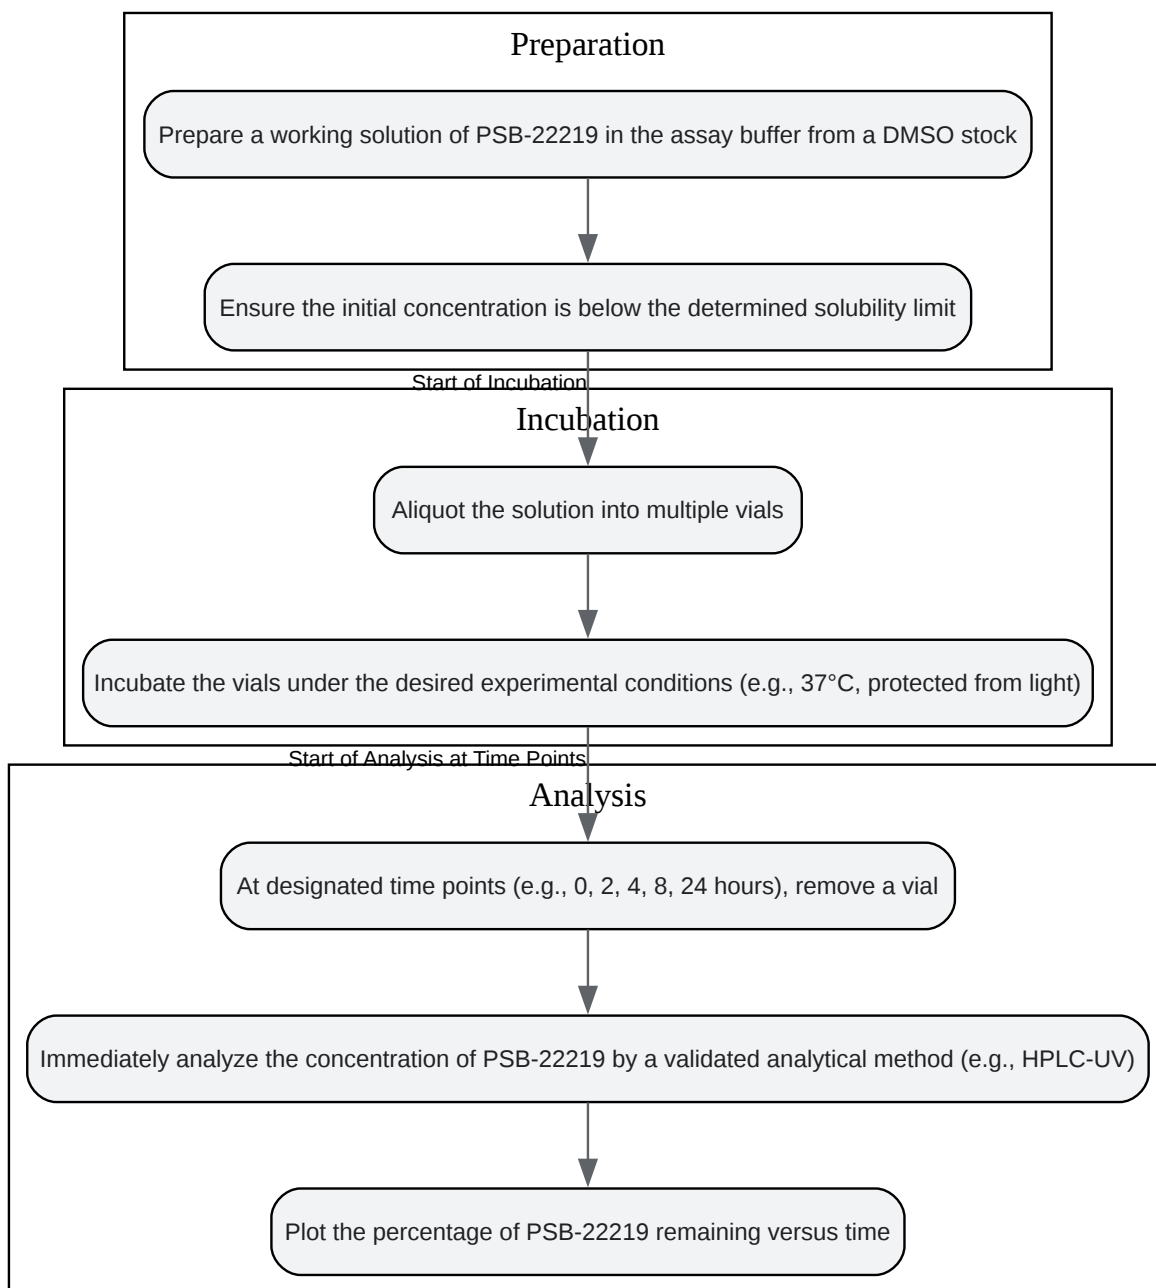 Preparation
Prepare a working solution of PSB-22219 in the assay buffer from a DMSO stock
Ensure the initial concentration is below the determined solubility limit
Start of Incubation
Incubation
Aliquot the solution into multiple vials
Incubate the vials under the desired experimental conditions (e.g., 37°C, protected from light)
Start of Analysis at Time Points
Analysis
At designated time points (e.g., 0, 2, 4, 8, 24 hours), remove a vial
Immediately analyze the concentration of PSB-22219 by a validated analytical method (e.g., HPLC-UV)
Plot the percentage of PSB-22219 remaining versus time